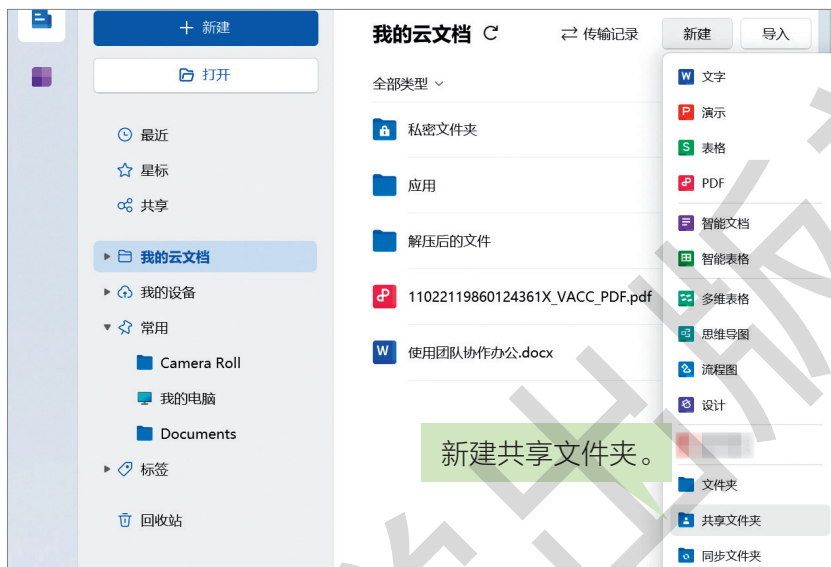 新建
打开
最近
星标
共享
我的云文档
我的设备
常用
Camera Roll
我的电脑
Documents
标签
回收站
我的云文档
传输记录
新建
导入
全部类型
私密文件夹
应用
解压后的文件
11022119860124361X_VACC_PDF.pdf
使用团队协作办公.docx
新建共享文件夹。
文字
演示
表格
PDF
智能文档
智能表格
多维表格
思维导图
流程图
设计
文件夹
共享文件夹
同步文件夹